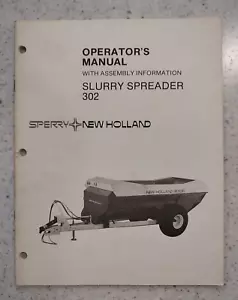 OPERATOR'S
MANUAL
WITH ASSEMBLY INFORMATION
SLURRY SPREADER
302
SPERRY NEW HOLLAND
NEW HOLLAND